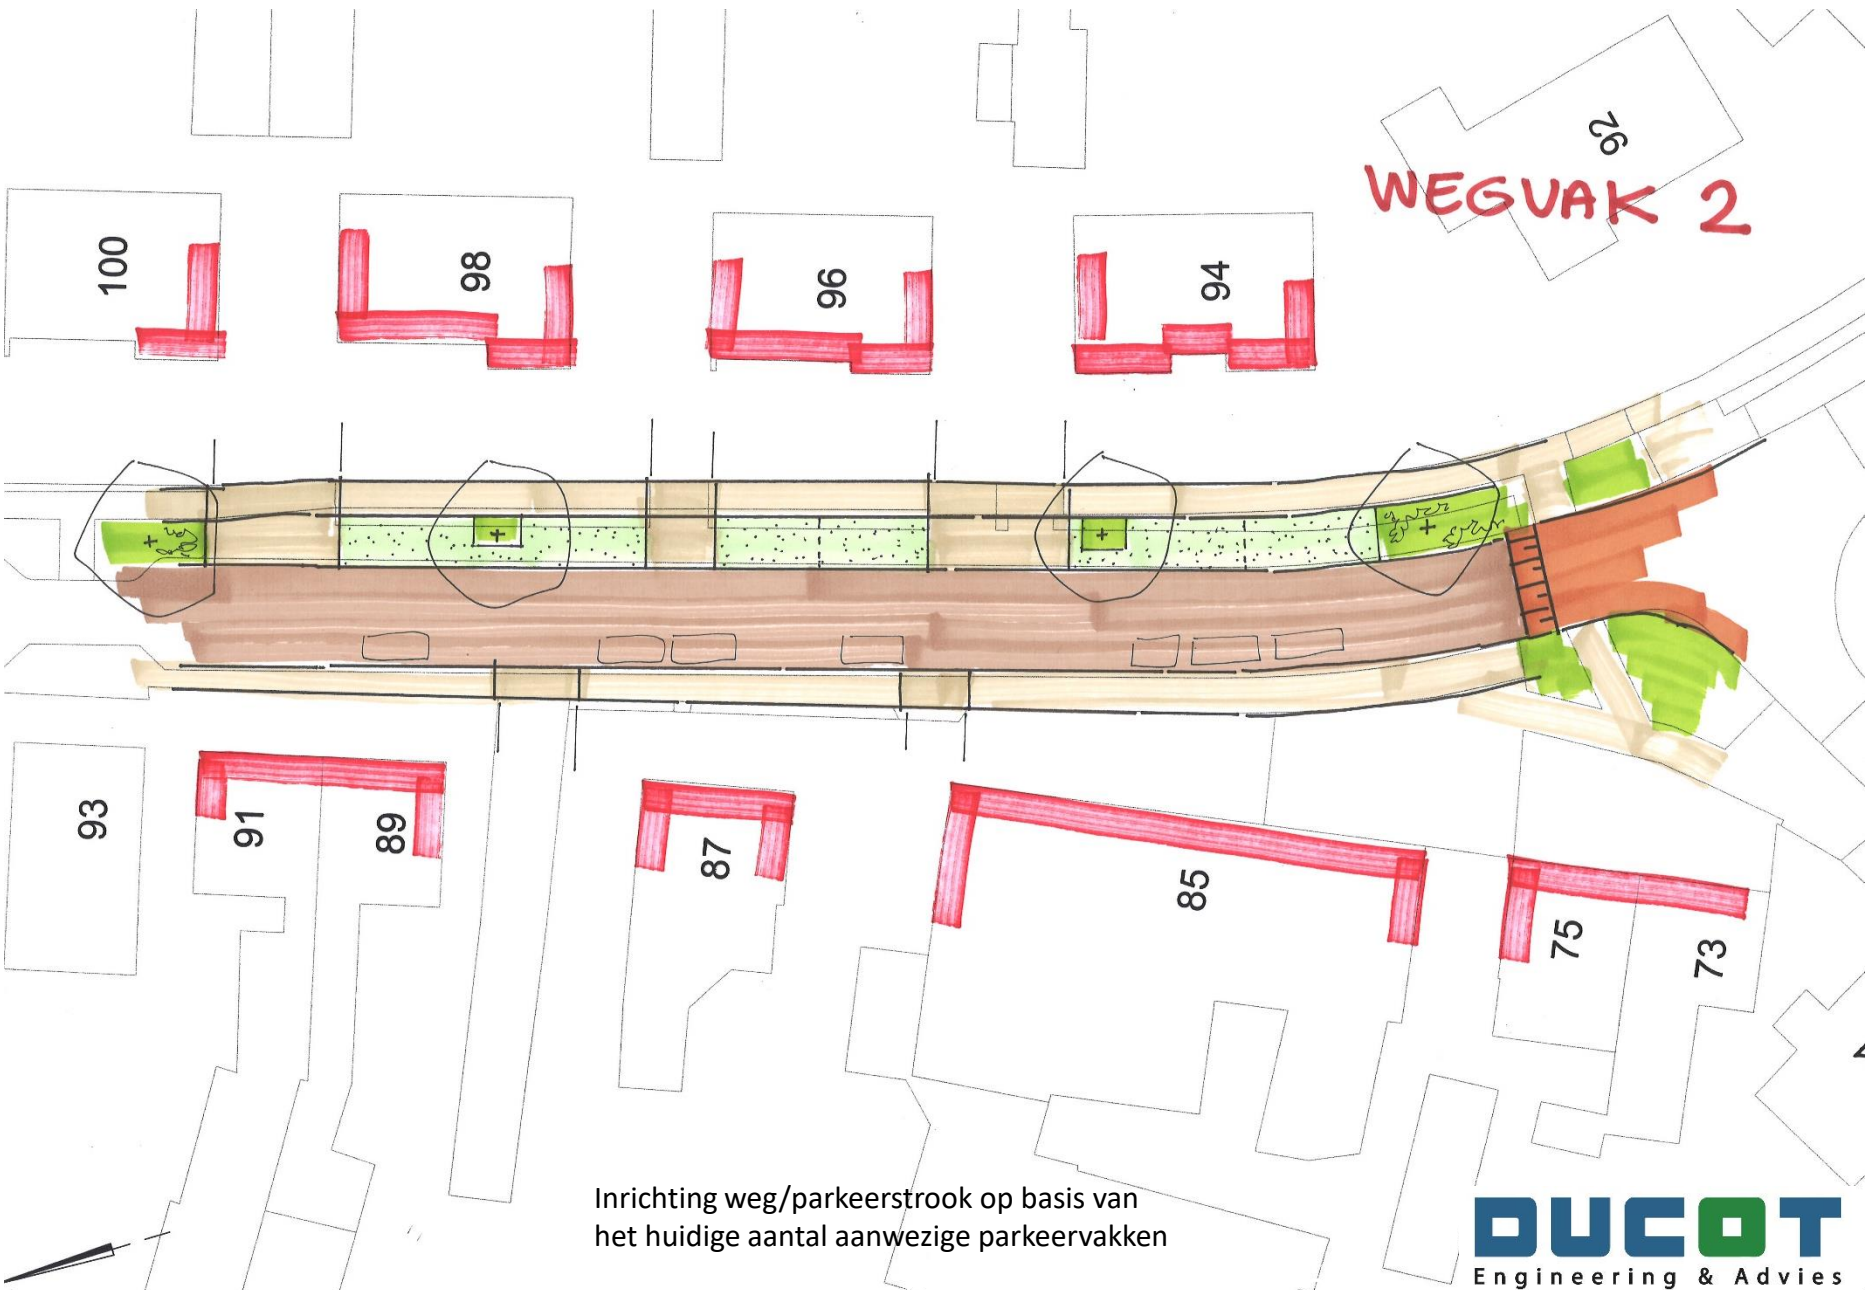 92
WEGVAK 2
100
98
96
94
93
91
89
87
85
75
73
Inrichting weg/parkeerstrook op basis van
het huidige aantal aanwezige parkeervakken
DUCOT
Engineering & Advies